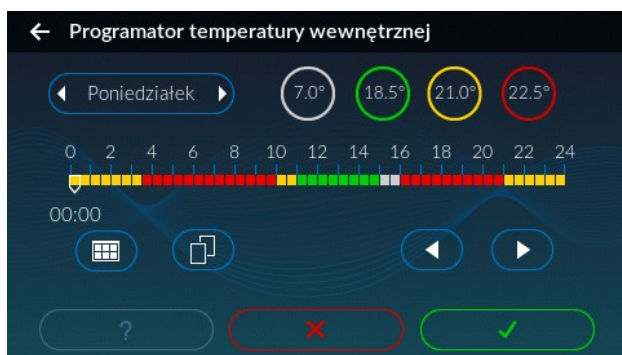 Programator temperatury wewnętrznej
Poniedziałek 7.0° 18.5° 21.0° 22.5°
0 2 4 6 8 10 12 14 16 18 20 22 24
00:00
?